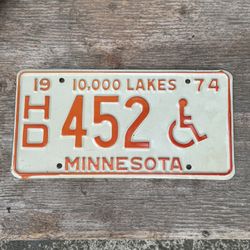 19 10,000 LAKES 74
HD 452
MINNESOTA